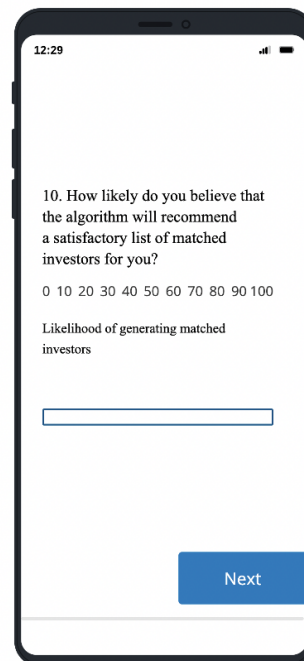 12:29
10. How likely do you believe that
the algorithm will recommend
a satisfactory list of matched
investors for you?
0 10 20 30 40 50 60 70 80 90 100
Likelihood of generating matched
investors
Next